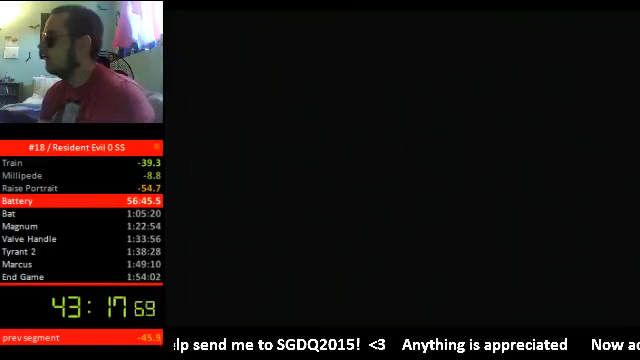 #18 / Resident Evil 0 SS
Train -39.3
Millipede -8.8
Raise Portrait -54.7
Battery 56:45.5
Bat 1:05:20
Magnum 1:22:54
Valve Handle 1:33:56
Tyrant 2 1:38:28
Marcus 1:49:10
End Game 1:54:02
43:17 69
prev segment -45.9
elp send me to SGDQ2015! <3 Anything is appreciated Now ac